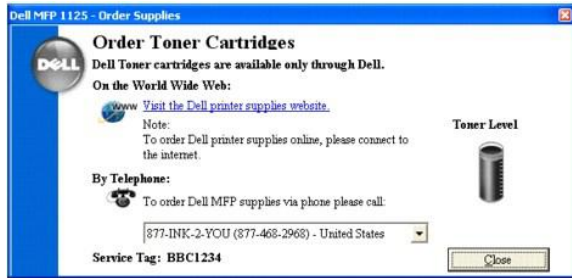 Dell MFP 1125 - Order Supplies
DELL
Order Toner Cartridges
Dell Toner cartridges are available only through Dell.
On the World Wide Web:
www Visit the Dell printer supplies website.
Note:
To order Dell printer supplies online, please connect to
the internet.
Toner Level
By Telephone:
To order Dell MFP supplies via phone please call:
877-INK-2-YOU (877-468-2968) - United States
Service Tag: BBC1234
Close